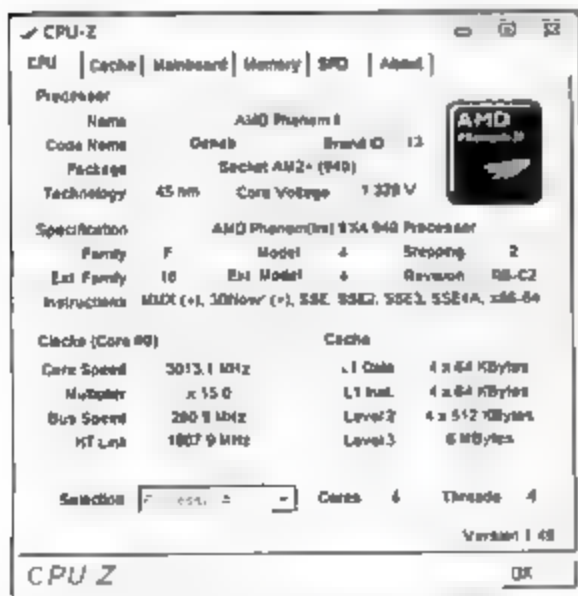 CPU-Z
CPU Cache Mainboard Memory SPD About
Processor
Name AMD Phenom II
Code Name Deneb Brand ID 13
Package Socket AM2+ (940)
Technology 45 nm Core Voltage V
AMD
Phenom II
Specification AMD Phenom(tm) II X4 940 Processor
Family F Model 4 Stepping 2
Ext. Family 10 Ext. Model 4 Revision RB-C2
Instructions MMX (+), 3DNow! (+), SSE, SSE2, SSE3, SSE4A, x86-64
Clocks (Core #0) Cache
Core Speed 3013.1 MHz L1 Data 4 x 64 KBytes
Multiplier x 15.0 L1 Inst. 4 x 64 KBytes
Bus Speed 200.9 MHz Level 2 4 x 512 KBytes
HT Link 1807.9 MHz Level 3 6 MBytes
Selection Cores 4 Threads 4
Version
CPU-Z OK